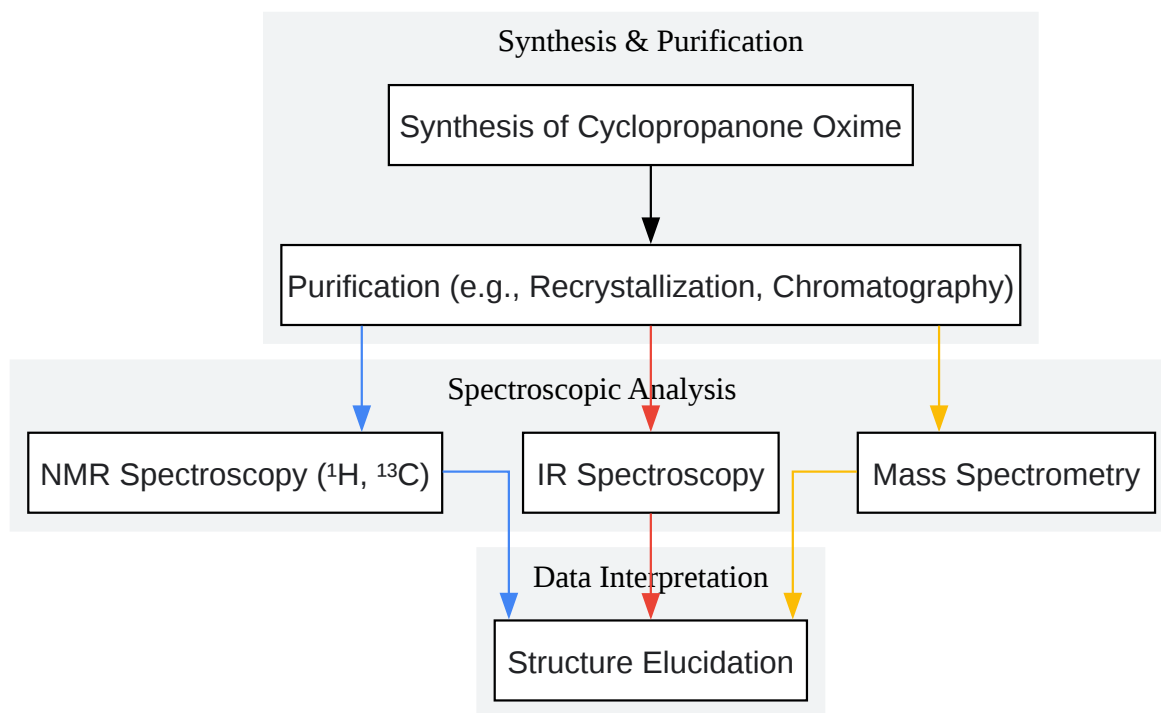 Synthesis & Purification
Synthesis of Cyclopropanone Oxime
Purification (e.g., Recrystallization, Chromatography)
Spectroscopic Analysis
NMR Spectroscopy (¹H, ¹³C)
IR Spectroscopy
Mass Spectrometry
Data Interpretation
Structure Elucidation